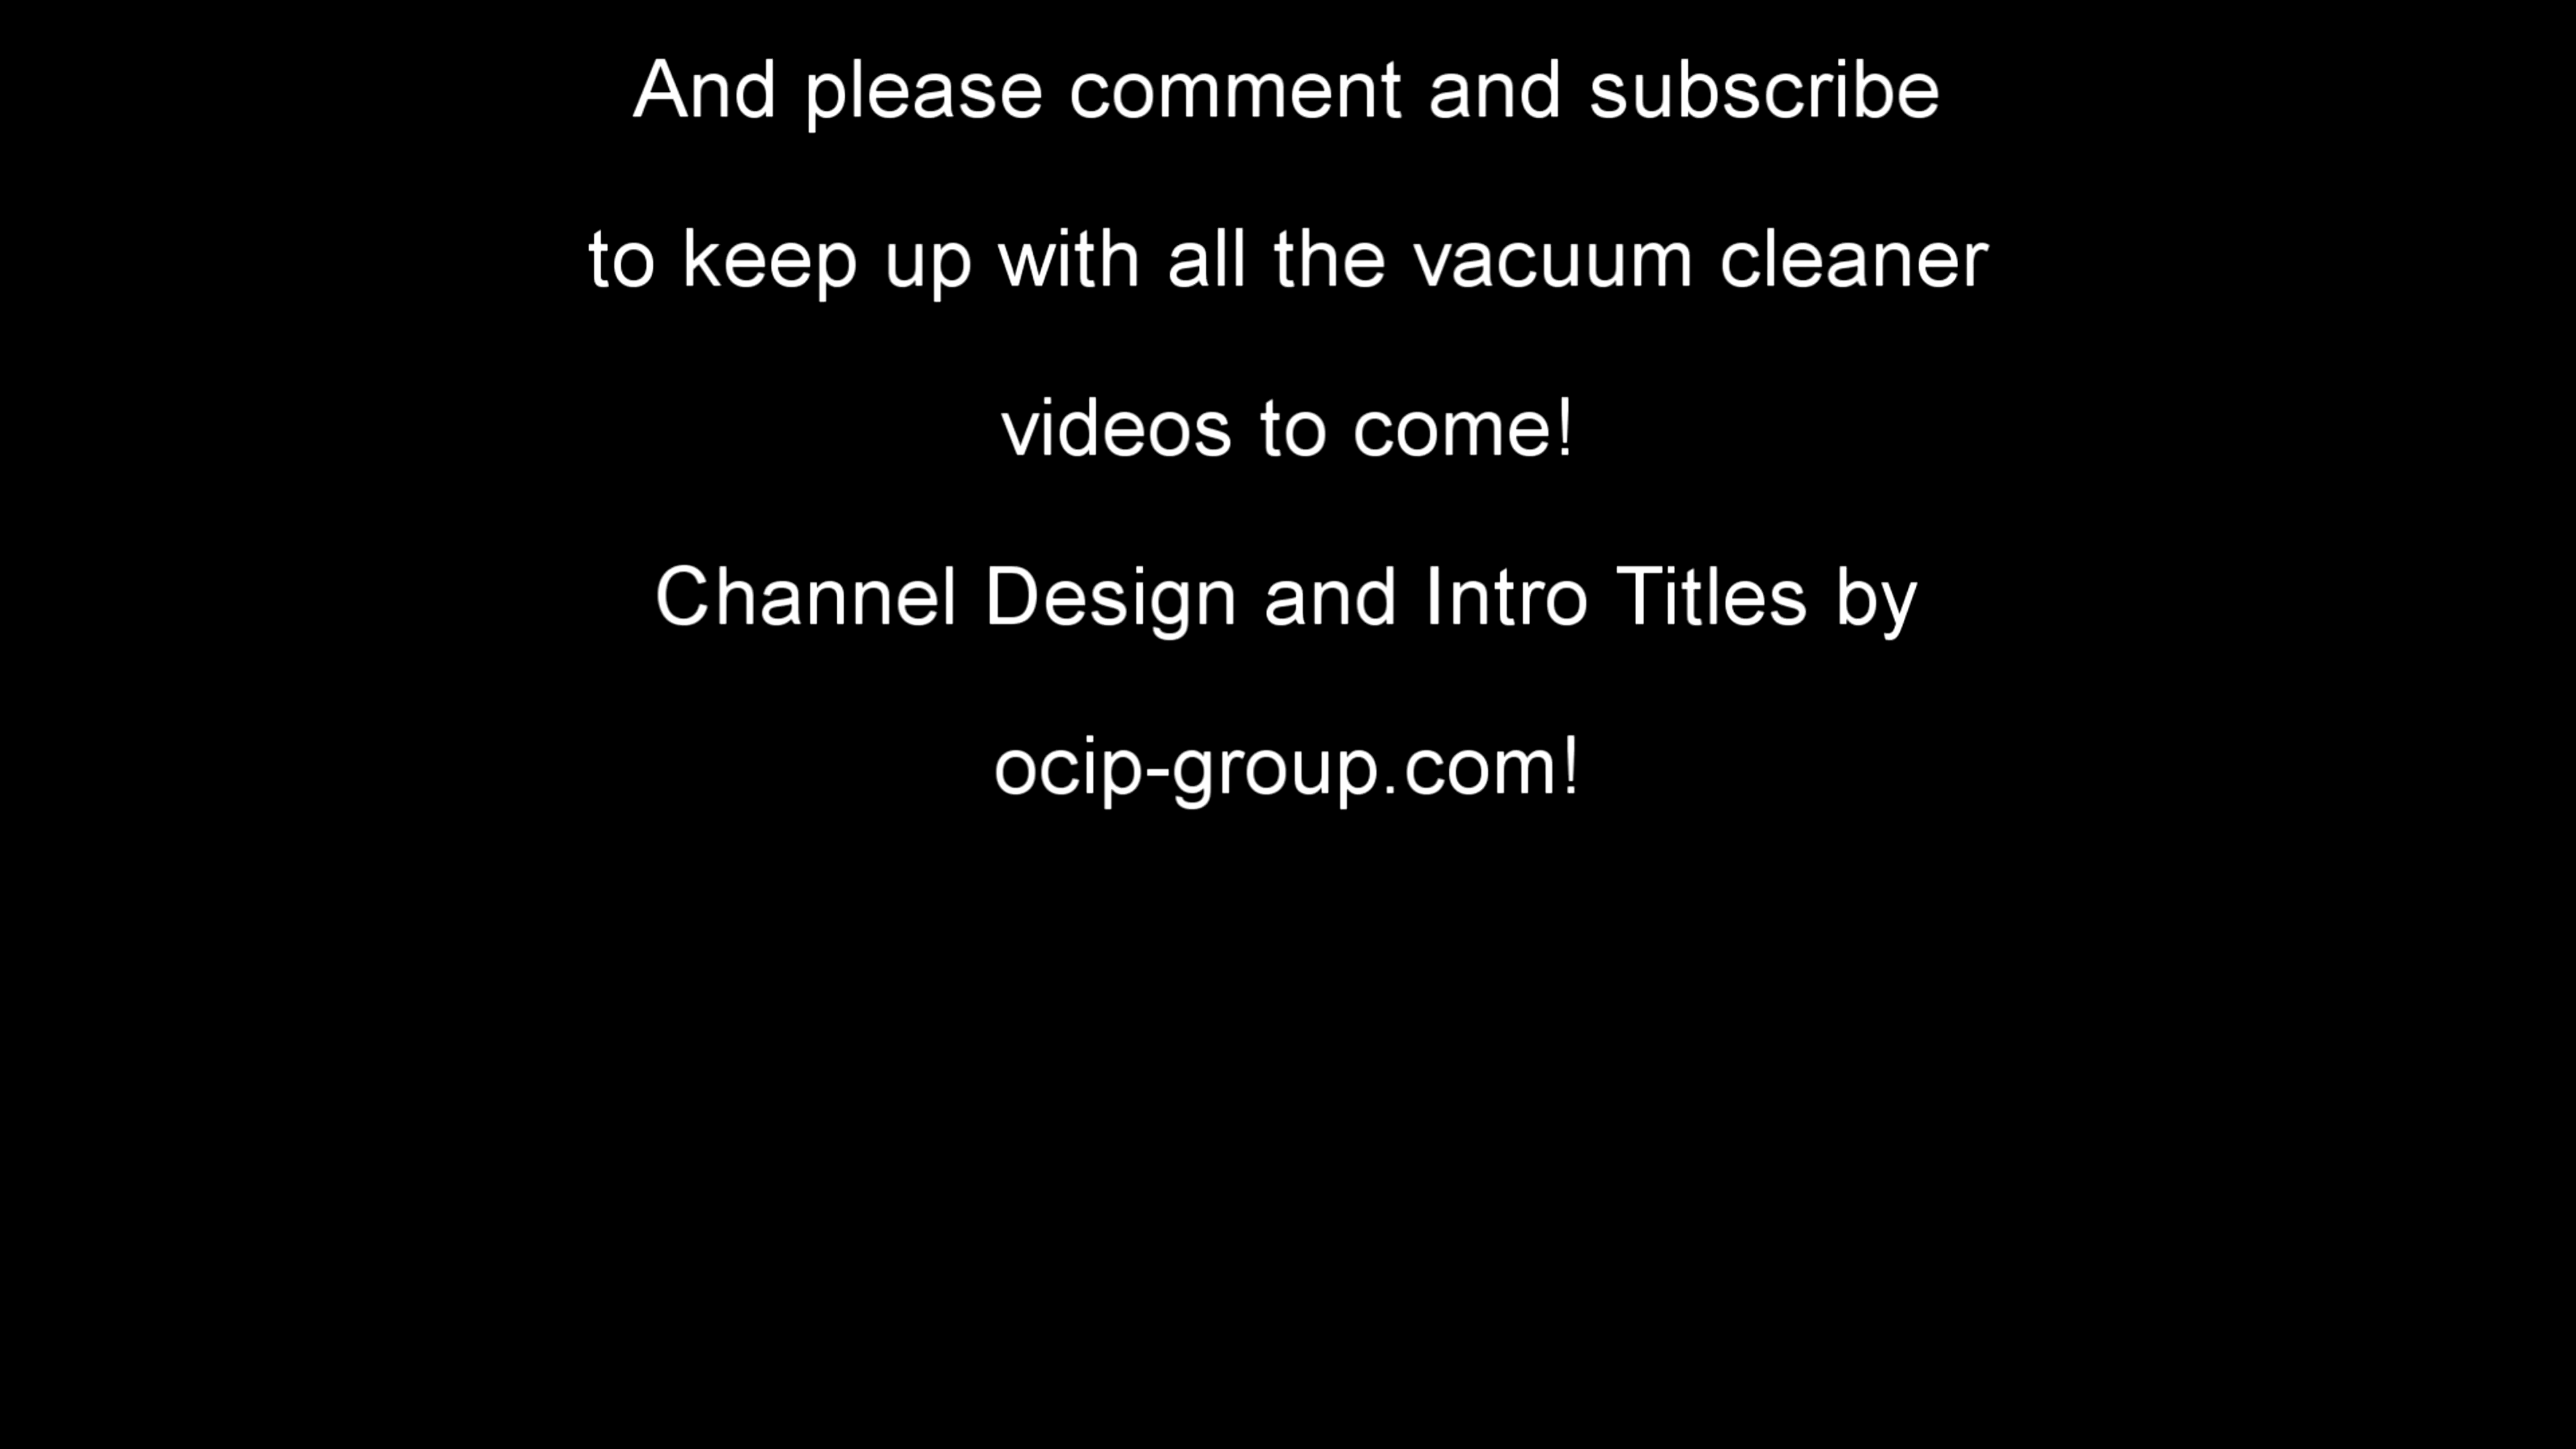 And please comment and subscribe
to keep up with all the vacuum cleaner
videos to come!
Channel Design and Intro Titles by
ocip-group.com!